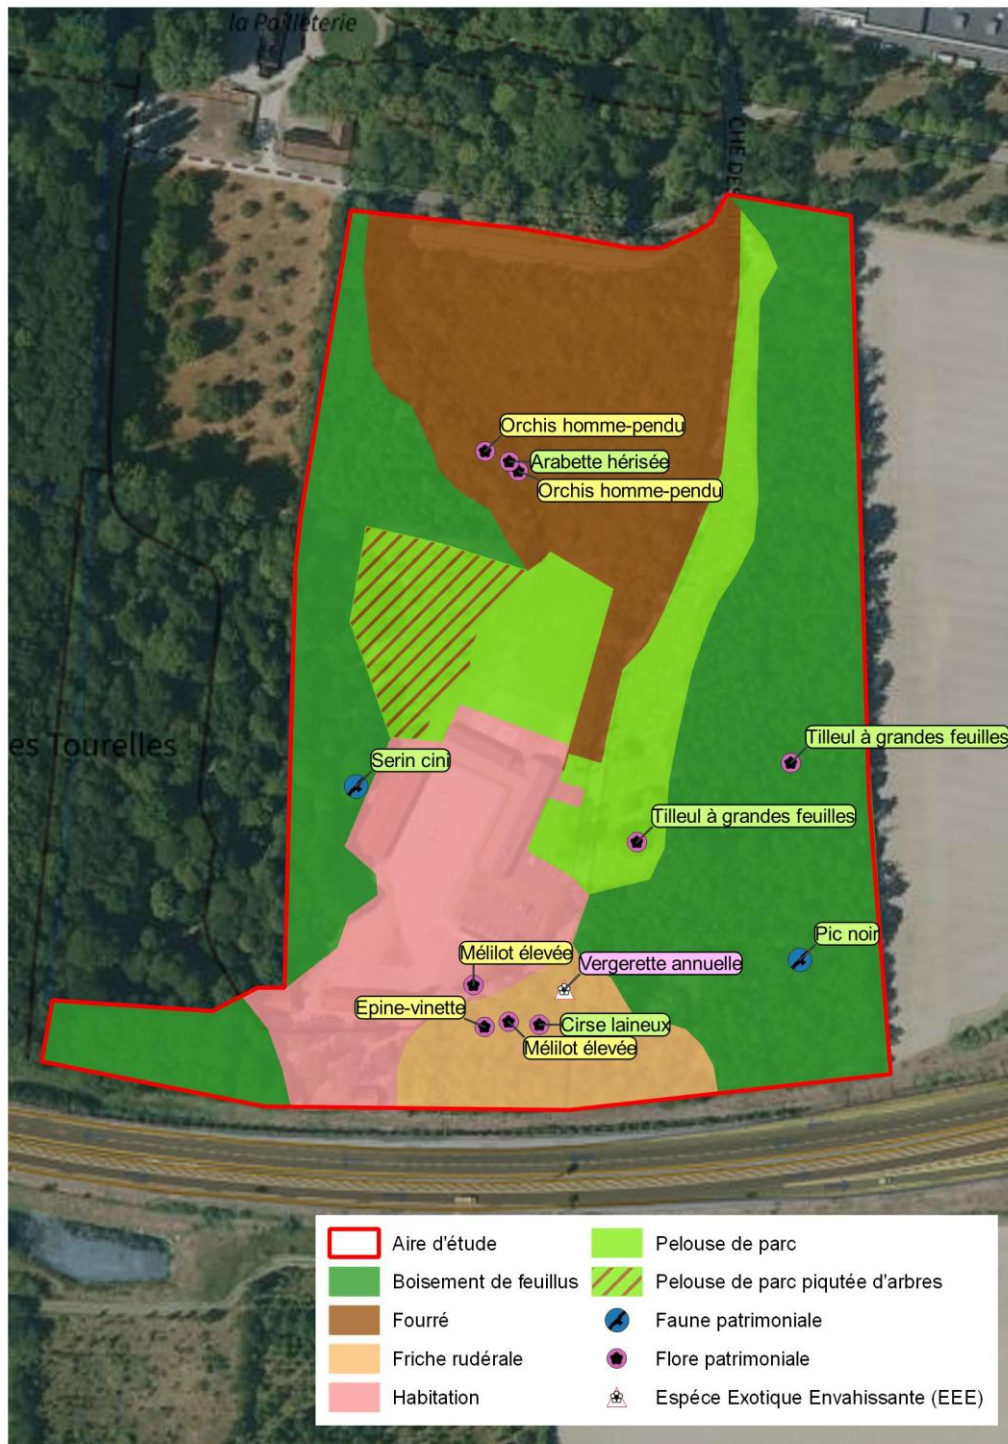 la Pailleterie
CHE DES
Orchis homme-pendu
Arabette hérisée
Orchis homme-pendu
es Tourelles
Tilleul à grandes feuilles
Serin cini
Tilleul à grandes feuilles
Pic noir
Mélilot élevée
Vergerette annuelle
Epine-vinette
Cirse laineux
Mélilot élevée
Aire d'étude
Boisement de feuillus
Fourré
Friche rudérale
Habitation
Pelouse de parc
Pelouse de parc piqutée d'arbres
Faune patrimoniale
Flore patrimoniale
Espéce Exotique Envahissante (EEE)